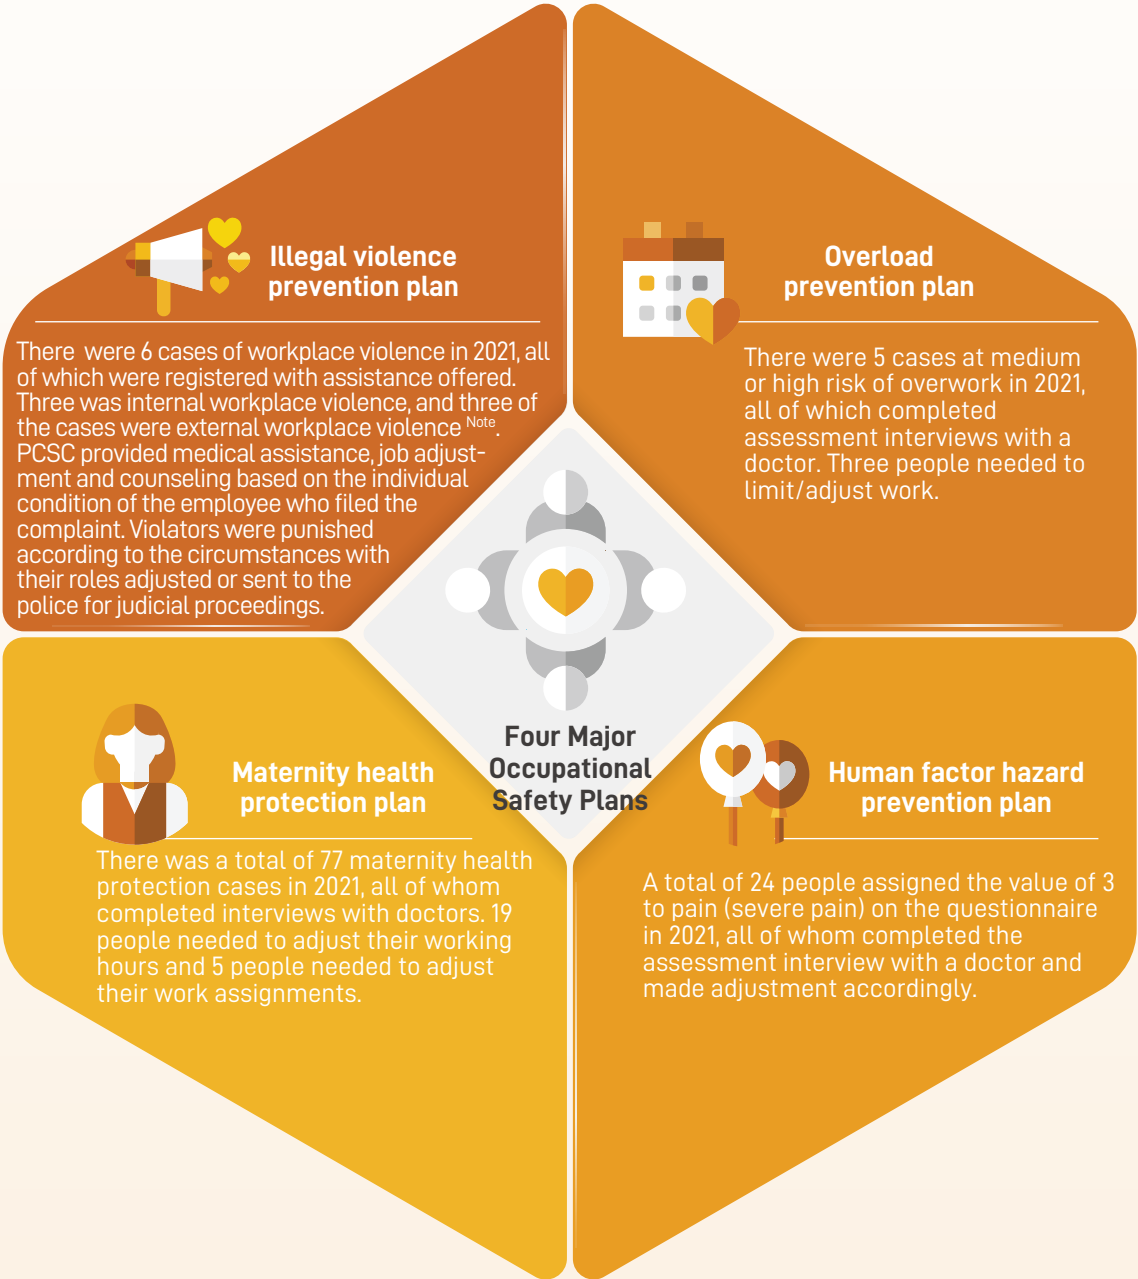 Illegal violence
prevention plan
There were 6 cases of workplace violence in 2021, all
of which were registered with assistance offered.
Three was internal workplace violence, and three of
the cases were external workplace violence Note.
PCSC provided medical assistance, job adjust-
ment and counseling based on the individual
condition of the employee who filed the
complaint. Violators were punished
according to the circumstances with
their roles adjusted or sent to the
police for judicial proceedings.
Overload
prevention plan
There were 5 cases at medium
or high risk of overwork in 2021,
all of which completed
assessment interviews with a
doctor. Three people needed to
limit/adjust work.
Four Major
Occupational
Safety Plans
Maternity health
protection plan
There was a total of 77 maternity health
protection cases in 2021, all of whom
completed interviews with doctors. 19
people needed to adjust their working
hours and 5 people needed to adjust
their work assignments.
Human factor hazard
prevention plan
A total of 24 people assigned the value of 3
to pain (severe pain) on the questionnaire
in 2021, all of whom completed the
assessment interview with a doctor and
made adjustment accordingly.